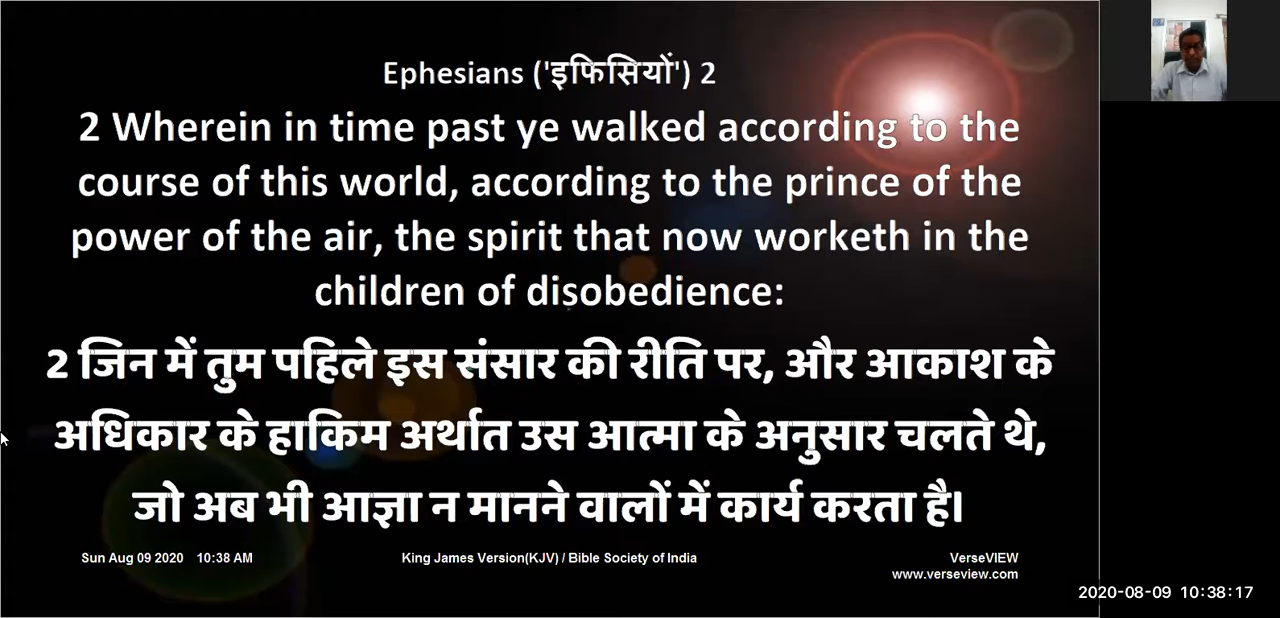 Ephesians ('इफिसियों') 2
2 Wherein in time past ye walked according to the
course of this world, according to the prince of the
power of the air, the spirit that now worketh in the
children of disobedience:
2 जिन में तुम पहिले इस संसार की रीति पर, और आकाश के
अधिकार के हाकिम अर्थात उस आत्मा के अनुसार चलते थे,
जो अब भी आज्ञा न मानने वालों में कार्य करता है।
Sun Aug 09 2020 10:38 AM
King James Version(KJV) / Bible Society of India
VerseVIEW
www.verseview.com
2020-08-09 10:38:17